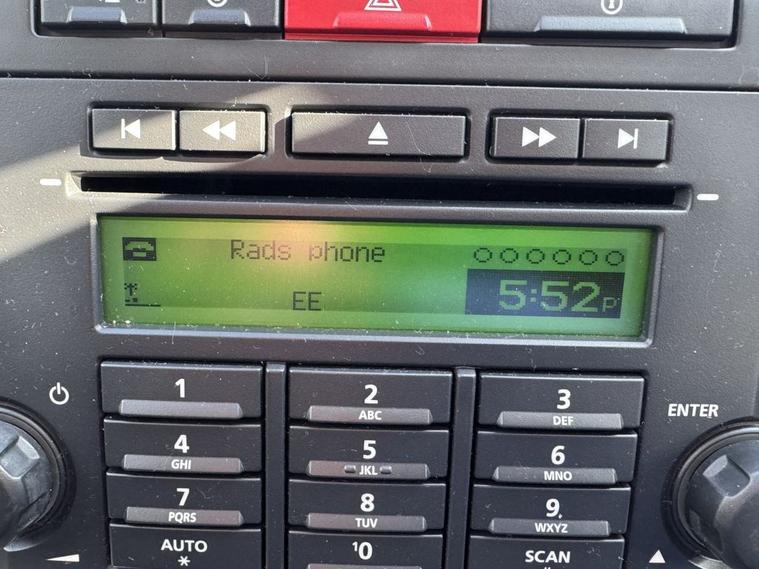 Rads phone
EE
5:52P
1
2
ABC
3
DEF
ENTER
4
GHI
5
JKL
6
MNO
7
PQRS
8
TUV
9
WXYZ
AUTO
*
10
SCAN